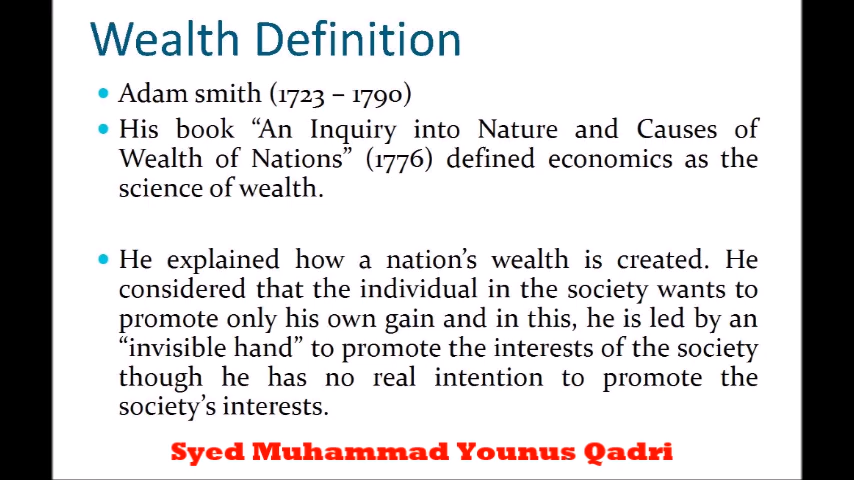 Wealth Definition
• Adam smith (1723 – 1790)
• His book “An Inquiry into Nature and Causes of
Wealth of Nations” (1776) defined economics as the
science of wealth.
• He explained how a nation’s wealth is created. He
considered that the individual in the society wants to
promote only his own gain and in this, he is led by an
“invisible hand” to promote the interests of the society
though he has no real intention to promote the
society’s interests.
Syed Muhammad Younus Qadri